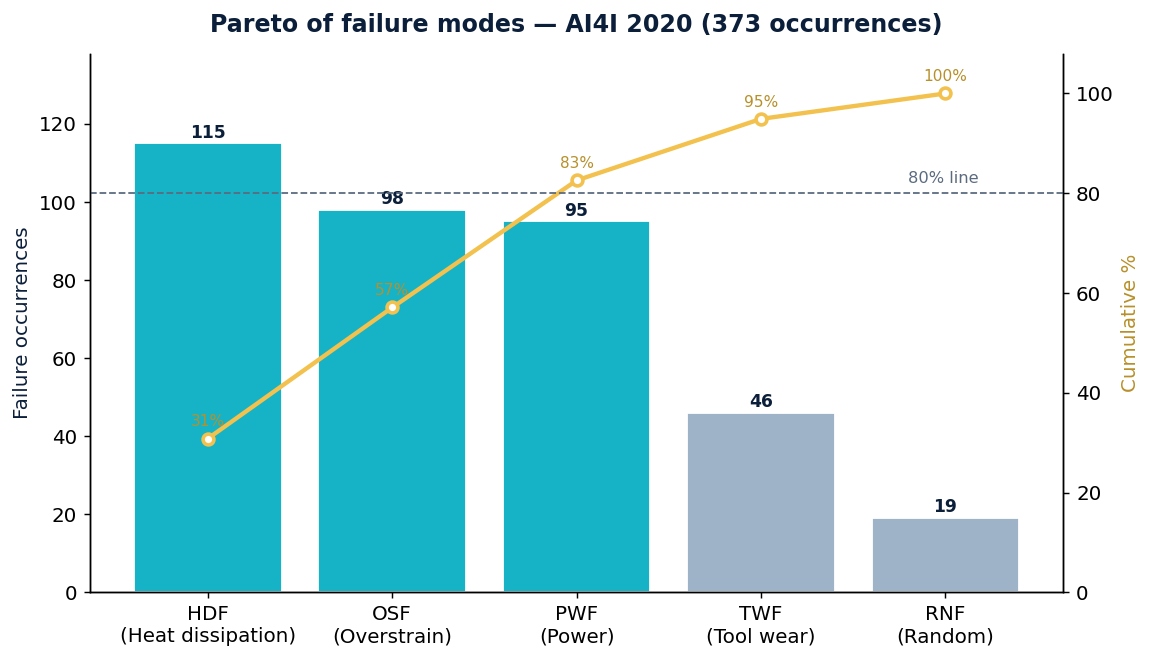 Pareto of failure modes — AI4I 2020 (373 occurrences)
Failure occurrences
120
100
80
60
40
20
0
115
98
95
46
19
31%
57%
83%
95%
100%
80% line
100
80
60
40
20
0
Cumulative %
HDF
(Heat dissipation)
OSF
(Overstrain)
PWF
(Power)
TWF
(Tool wear)
RNF
(Random)